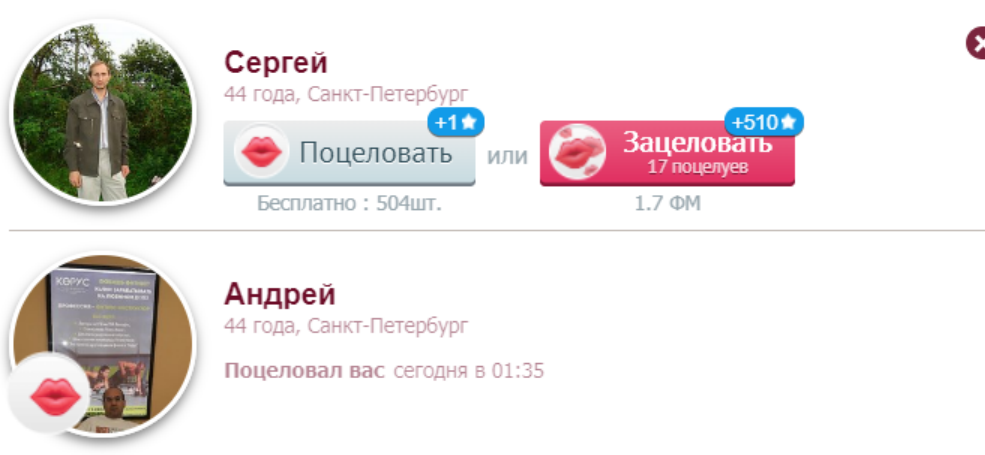 Сергей
44 года, Санкт-Петербург
+1
Поцеловать
или
+510
Зацеловать
17 поцелуев
Бесплатно : 504шт.
1.7 ФМ
КОРУС
Андрей
44 года, Санкт-Петербург
Поцеловал вас сегодня в 01:35